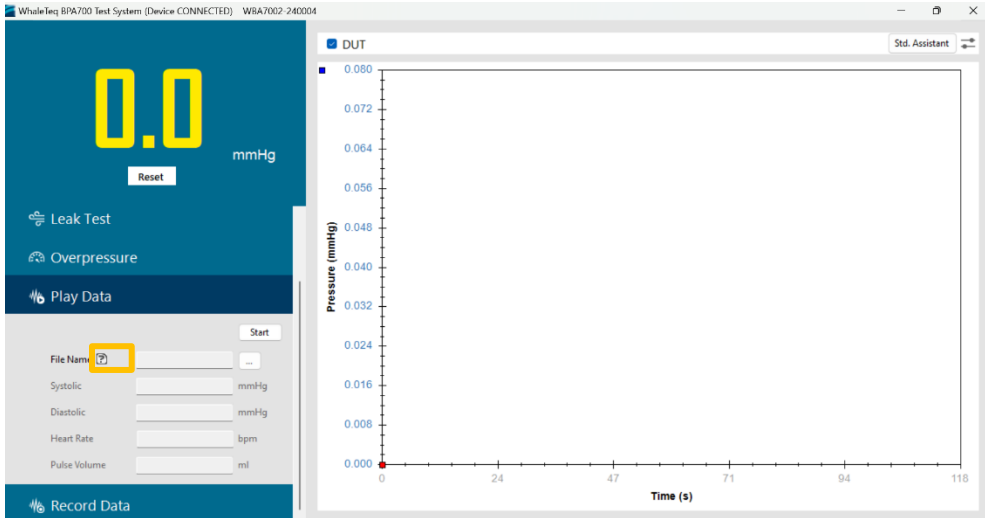 WhaleTeq BPA700 Test System (Device CONNECTED) WBA7002-240004
0.0
mmHg
Reset
Leak Test
Overpressure
Play Data
Start
File Name
...
Systolic
mmHg
Diastolic
mmHg
Heart Rate
bpm
Pulse Volume
ml
Record Data
DUT
Std. Assistant
Pressure (mmHg)
0.080
0.072
0.064
0.056
0.048
0.040
0.032
0.024
0.016
0.008
0.000
0 24 47 71 94 118
Time (s)